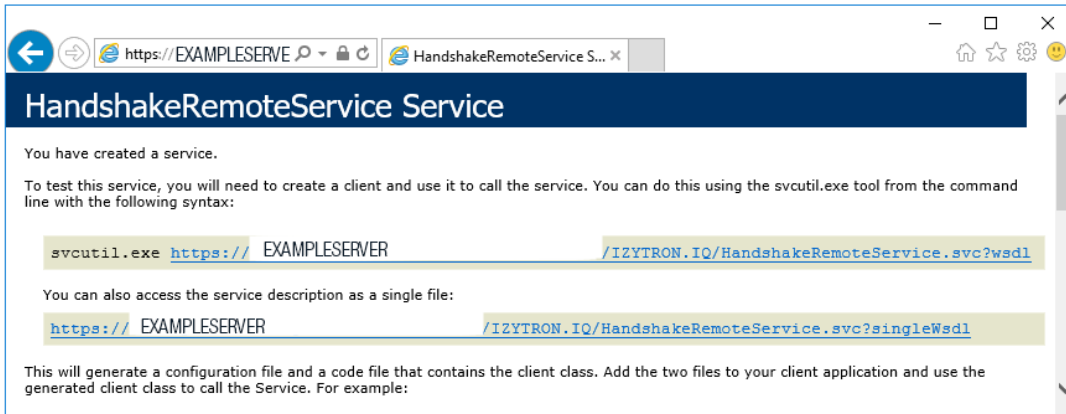 https://EXAMPLESERVE
HandshakeRemoteService S...
HandshakeRemoteService Service
You have created a service.
To test this service, you will need to create a client and use it to call the service. You can do this using the svcutil.exe tool from the command
line with the following syntax:
svcutil.exe https:// EXAMPLESERVER /IZYTRON.IQ/HandshakeRemoteService.svc?wsdl
You can also access the service description as a single file:
https:// EXAMPLESERVER /IZYTRON.IQ/HandshakeRemoteService.svc?singleWsdl
This will generate a configuration file and a code file that contains the client class. Add the two files to your client application and use the
generated client class to call the Service. For example: